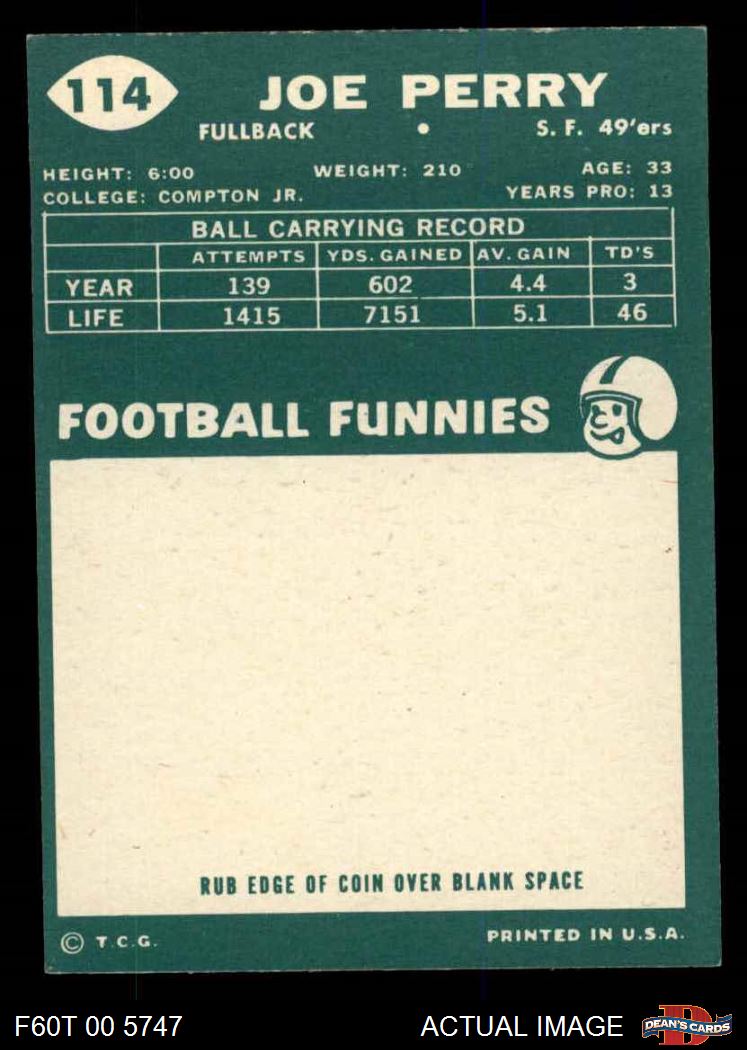 114
JOE PERRY
FULLBACK • S. F. 49'ers
HEIGHT: 6:00 WEIGHT: 210 AGE: 33
COLLEGE: COMPTON JR. YEARS PRO: 13
BALL CARRYING RECORD
ATTEMPTS YDS. GAINED AV. GAIN TD'S
YEAR 139 602 4.4 3
LIFE 1415 7151 5.1 46
FOOTBALL FUNNIES
RUB EDGE OF COIN OVER BLANK SPACE
© T.C.G. PRINTED IN U.S.A.
F60T 00 5747 ACTUAL IMAGE DEAN'S CARDS